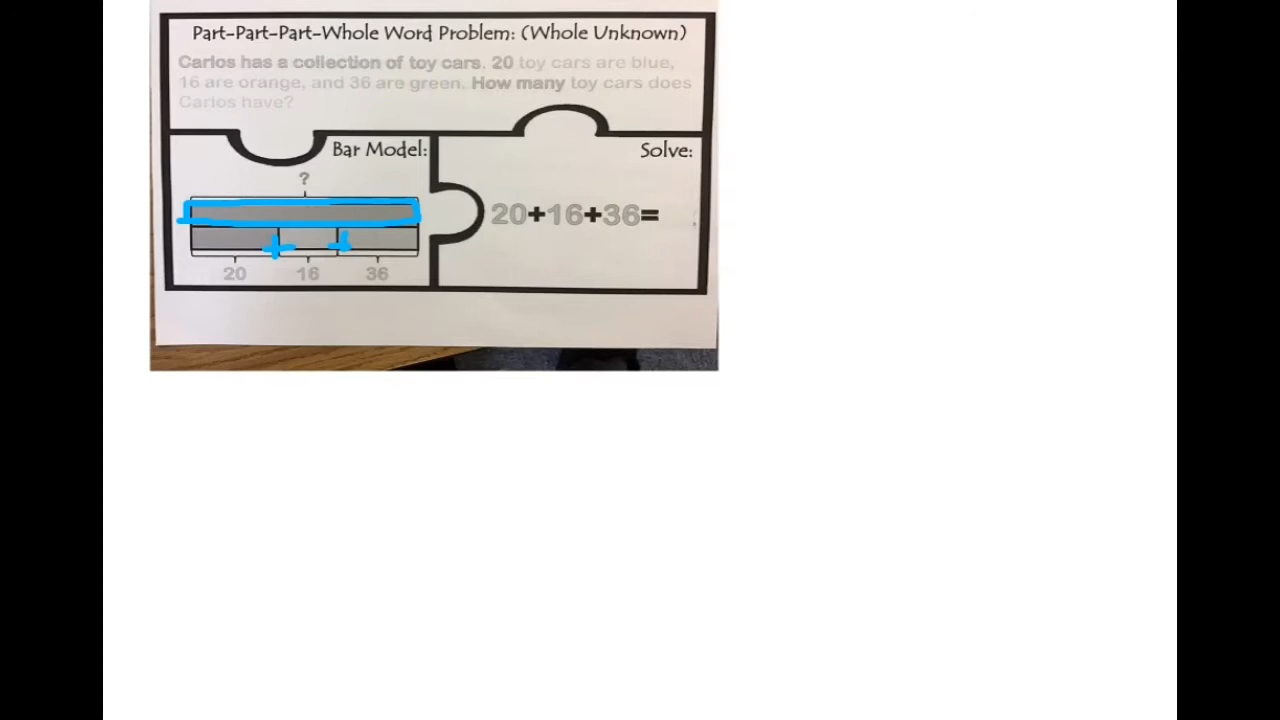 Part-Part-Part-Whole Word Problem: (Whole Unknown)
Carlos has a collection of toy cars. 20 toy cars are blue,
16 are orange, and 36 are green. How many toy cars does
Carlos have?
Bar Model:
?
+ +
20 16 36
Solve:
20+16+36=